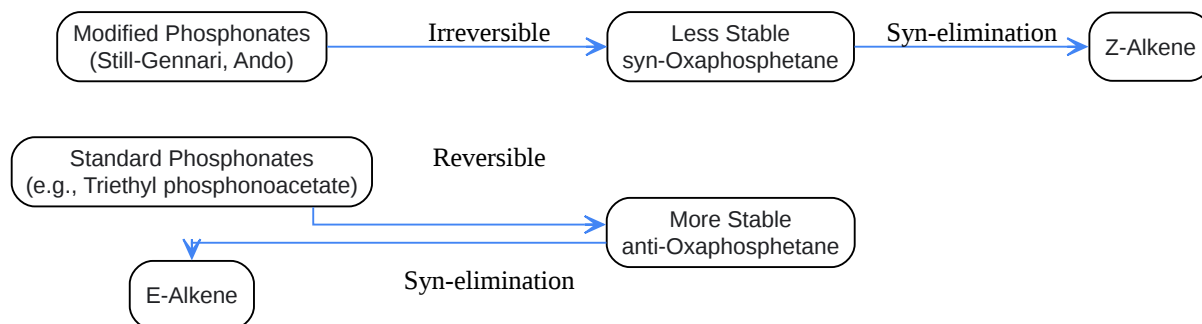 Modified Phosphonates
(Still-Gennari, Ando)
Irreversible
Less Stable
syn-Oxaphosphetane
Syn-elimination
Z-Alkene
Standard Phosphonates
(e.g., Triethyl phosphonoacetate)
Reversible
More Stable
anti-Oxaphosphetane
Syn-elimination
E-Alkene